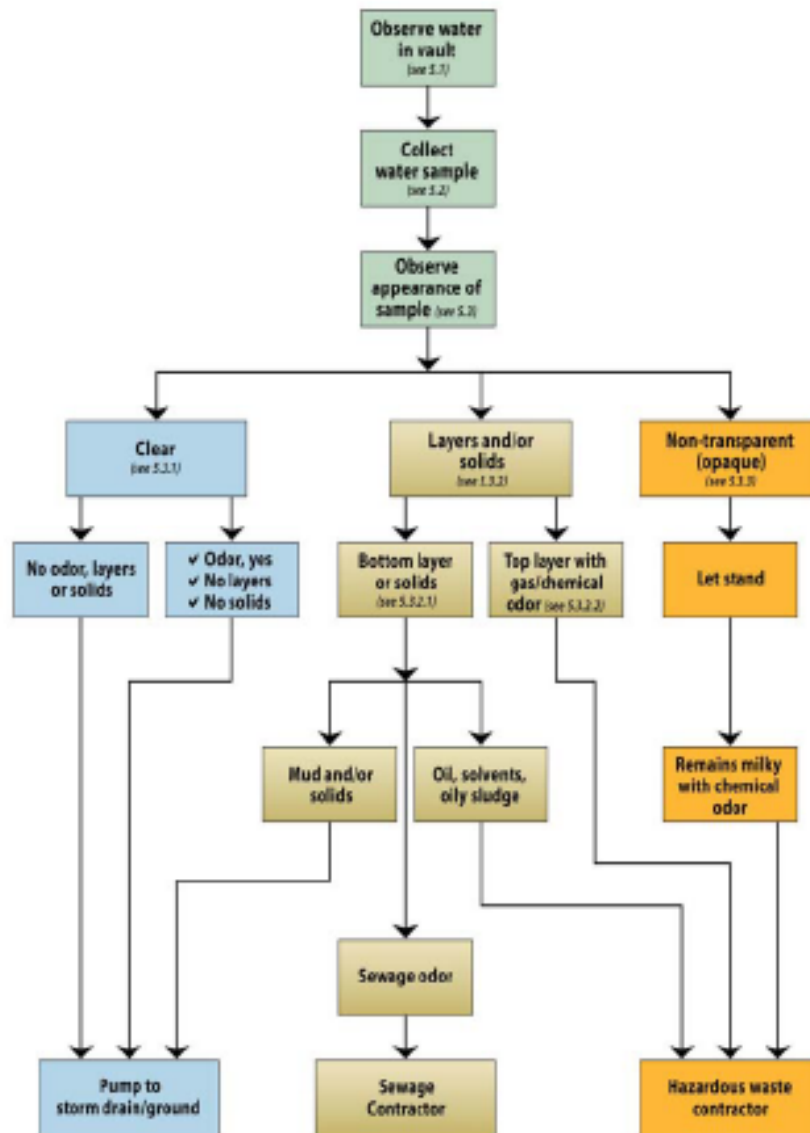 Observe water
in vault
(see 5.1)
Collect
water sample
(see 5.2)
Observe
appearance of
sample (see 5.3)
Clear
(see 5.3.1)
Layers and/or
solids
(see 5.3.2)
Non-transparent
(opaque)
(see 5.3.3)
No odor, layers
or solids
✓ Odor, yes
✓ No layers
✓ No solids
Bottom layer
or solids
(see 5.3.2.1)
Top layer with
gas/chemical
odor (see 5.3.2.2)
Let stand
Mud and/or
solids
Oil, solvents,
oily sludge
Remains milky
with chemical
odor
Sewage odor
Pump to
storm drain/ground
Sewage
Contractor
Hazardous waste
contractor